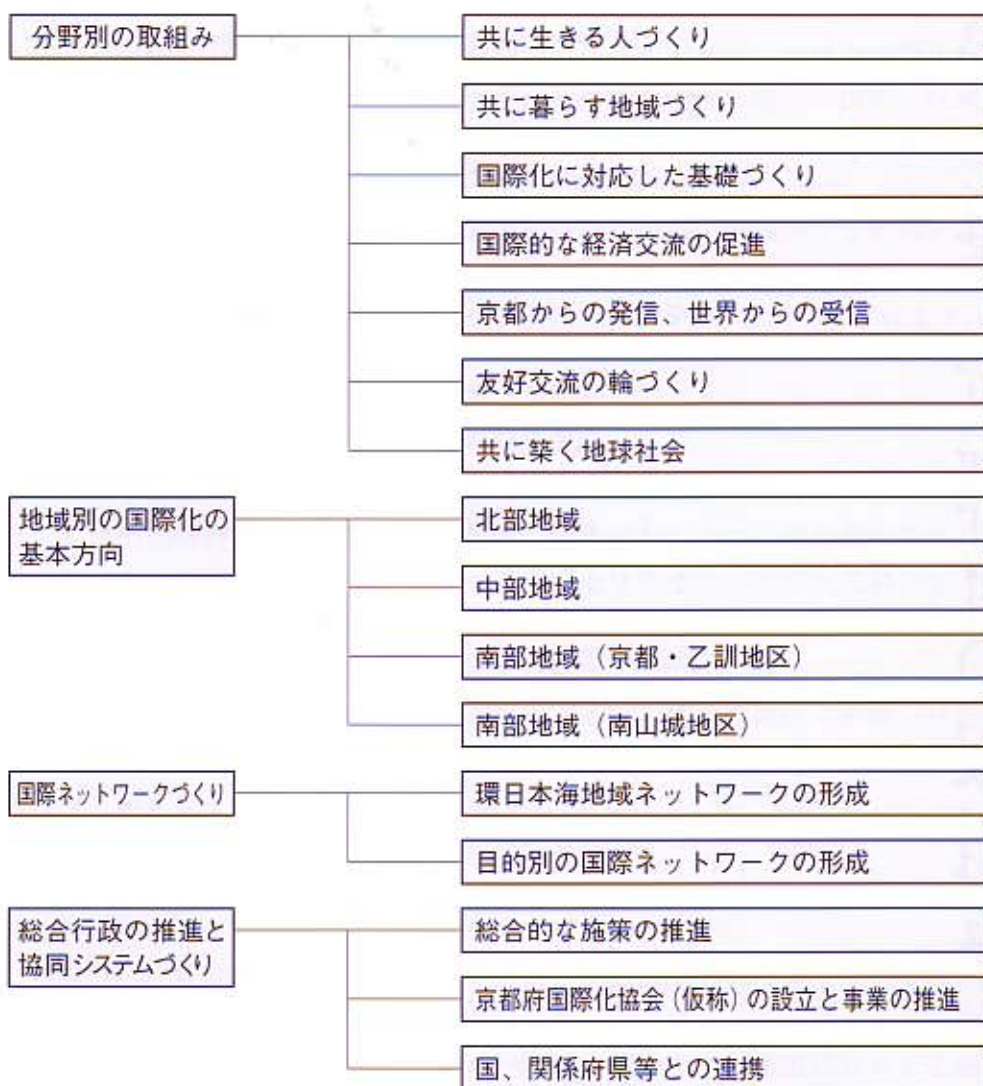 分野別の取組み
共に生きる人づくり
共に暮らす地域づくり
国際化に対応した基礎づくり
国際的な経済交流の促進
京都からの発信、世界からの受信
友好交流の輪づくり
共に築く地球社会
地域別の国際化の
基本方向
北部地域
中部地域
南部地域（京都・乙訓地区）
南部地域（南山城地区）
国際ネットワークづくり
環日本海地域ネットワークの形成
目的別の国際ネットワークの形成
総合行政の推進と
協同システムづくり
総合的な施策の推進
京都府国際化協会（仮称）の設立と事業の推進
国、関係府県等との連携